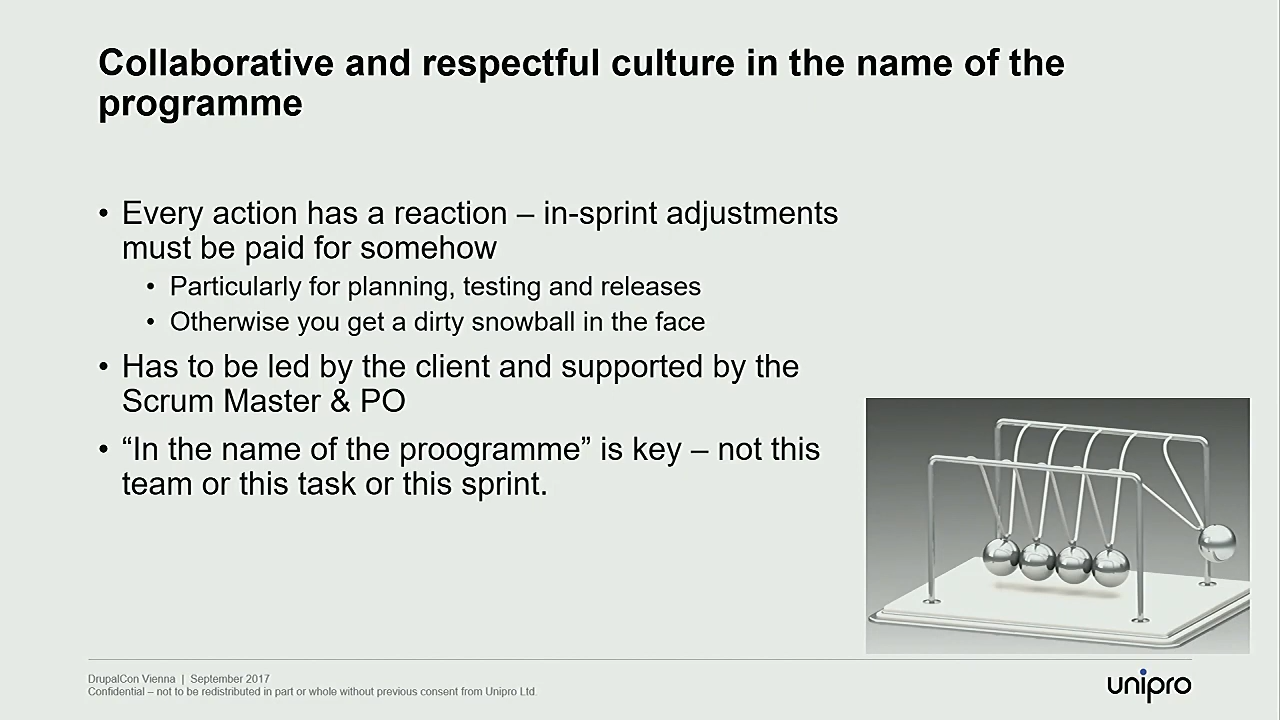 Collaborative and respectful culture in the name of the
programme
• Every action has a reaction – in-sprint adjustments
must be paid for somehow
• Particularly for planning, testing and releases
• Otherwise you get a dirty snowball in the face
• Has to be led by the client and supported by the
Scrum Master & PO
• “In the name of the proogramme” is key – not this
team or this task or this sprint.
DrupalCon Vienna | September 2017
Confidential – not to be redistributed in part or whole without previous consent from Unipro Ltd.
unipro